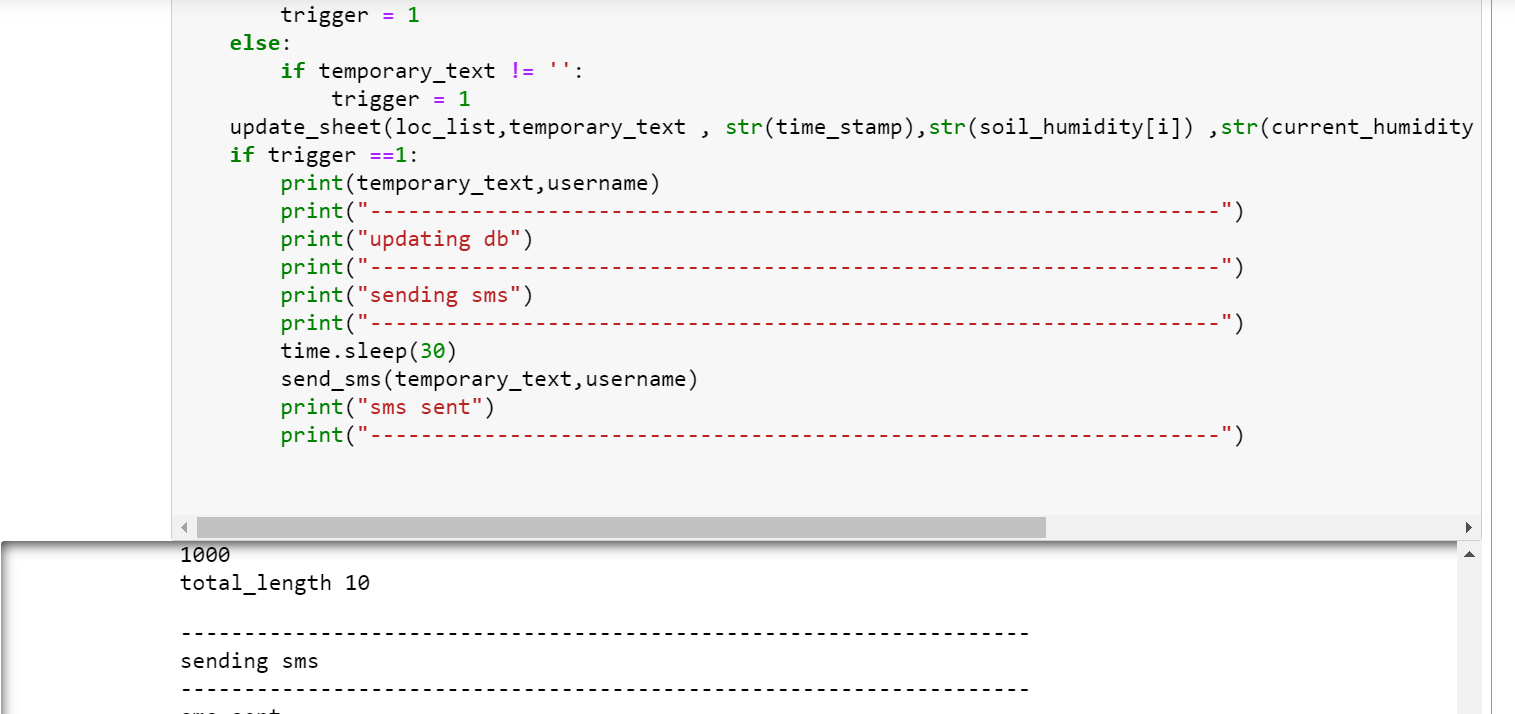 trigger = 1
else:
if temporary_text != '':
trigger = 1
update_sheet(loc_list,temporary_text , str(time_stamp),str(soil_humidity[i]) ,str(current_humidity
if trigger ==1:
print(temporary_text,username)
print("-------------------------------------------------------------------")
print("updating db")
print("-------------------------------------------------------------------")
print("sending sms")
print("-------------------------------------------------------------------")
time.sleep(30)
send_sms(temporary_text,username)
print("sms sent")
print("-------------------------------------------------------------------")
1000
total_length 10
-------------------------------------------------------------------
sending sms
-------------------------------------------------------------------
sms sent